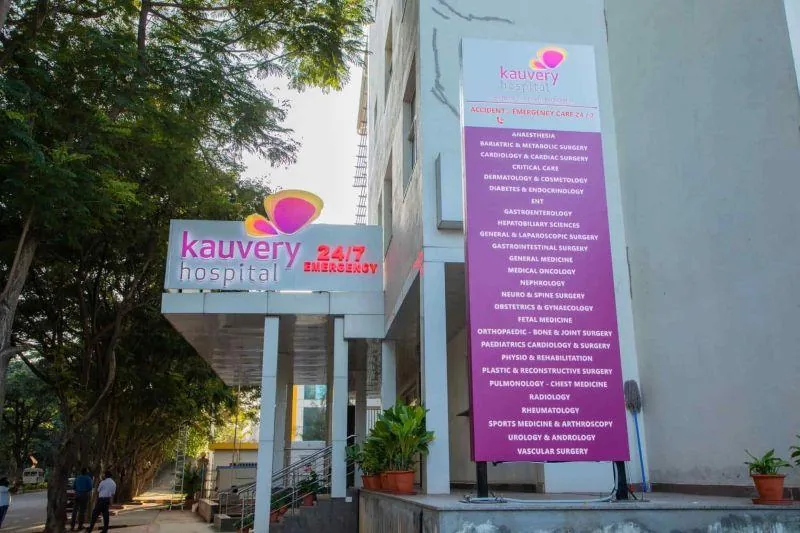 kauvery
hospital
24/7
EMERGENCY
kauvery
hospital
ACCIDENT - EMERGENCY CARE 24 /7
ANAESTHESIA
BARIATRIC & METABOLIC SURGERY
CARDIOLOGY & CARDIAC SURGERY
CRITICAL CARE
DERMATOLOGY & COSMETOLOGY
DIABETES & ENDOCRINOLOGY
ENT
GASTROENTEROLOGY
HEPATOBILIARY SCIENCES
GENERAL & LAPAROSCOPIC SURGERY
GASTROINTESTINAL SURGERY
GENERAL MEDICINE
MEDICAL ONCOLOGY
NEPHROLOGY
NEURO & SPINE SURGERY
OBSTETRICS & GYNAECOLOGY
FETAL MEDICINE
ORTHOPAEDIC - BONE & JOINT SURGERY
PAEDIATRICS CARDIOLOGY & SURGERY
PHYSIO & REHABILITATION
PLASTIC & RECONSTRUCTIVE SURGERY
PULMONOLOGY - CHEST MEDICINE
RADIOLOGY
RHEUMATOLOGY
SPORTS MEDICINE & ARTHROSCOPY
UROLOGY & ANDROLOGY
VASCULAR SURGERY